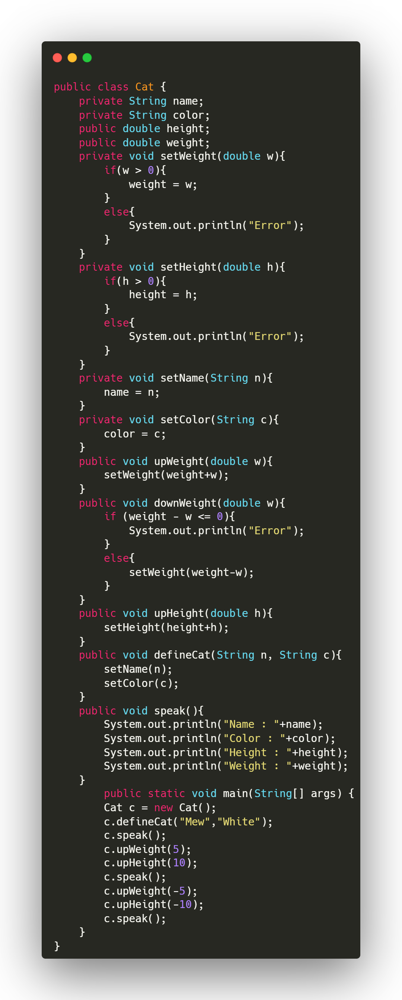 public class Cat {
    private String name;
    private String color;
    public double height;
    public double weight;
    private void setWeight(double w){
        if(w > 0){
            weight = w;
        }
        else{
            System.out.println("Error");
        }
    }
    private void setHeight(double h){
        if(h > 0){
            height = h;
        }
        else{
            System.out.println("Error");
        }
    }
    private void setName(String n){
        name = n;
    }
    private void setColor(String c){
        color = c;
    }
    public void upWeight(double w){
        setWeight(weight+w);
    }
    public void downWeight(double w){
        if (weight - w <= 0){
            System.out.println("Error");
        }
        else{
            setWeight(weight-w);
        }
    }
    public void upHeight(double h){
        setHeight(height+h);
    }
    public void defineCat(String n, String c){
        setName(n);
        setColor(c);
    }
    public void speak(){
        System.out.println("Name : "+name);
        System.out.println("Color : "+color);
        System.out.println("Height : "+height);
        System.out.println("Weight : "+weight);
    }
        public static void main(String[] args) {
        Cat c = new Cat();
        c.defineCat("Mew","White");
        c.speak();
        c.upWeight(5);
        c.upHeight(10);
        c.speak();
        c.upWeight(-5);
        c.upHeight(-10);
        c.speak();
    }
}